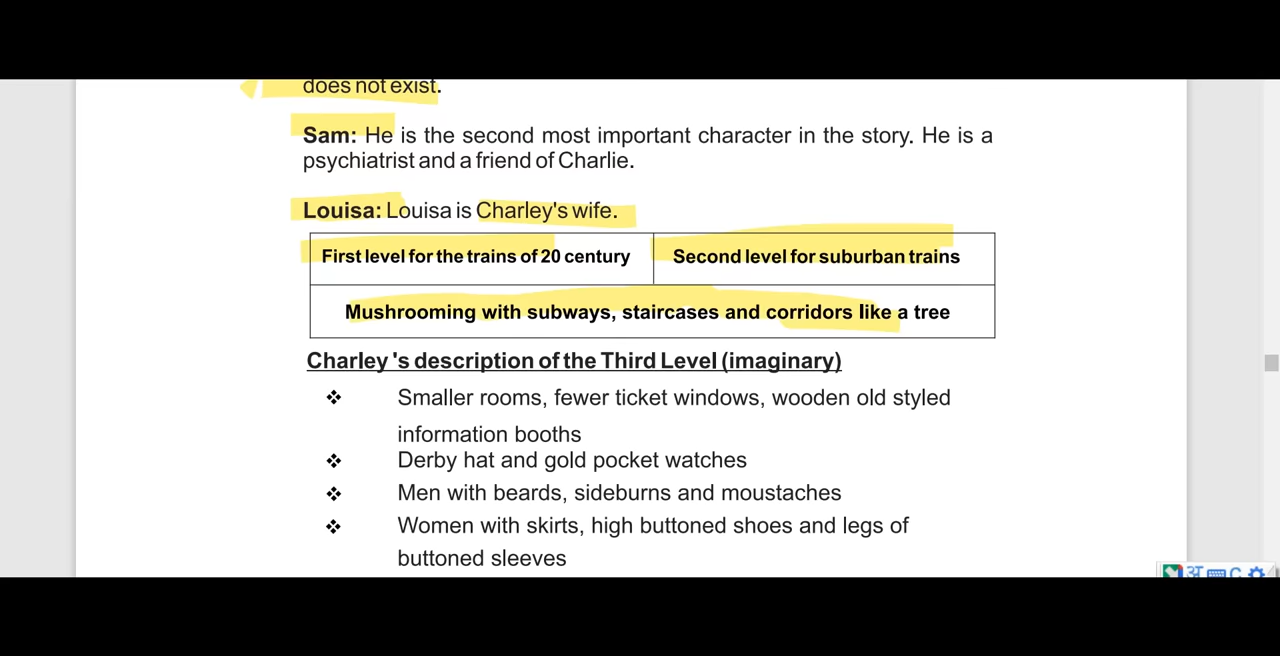 does not exist.
Sam: He is the second most important character in the story. He is a
psychiatrist and a friend of Charlie.
Louisa: Louisa is Charley's wife.
First level for the trains of 20 century
Second level for suburban trains
Mushrooming with subways, staircases and corridors like a tree
Charley 's description of the Third Level (imaginary)
❖ Smaller rooms, fewer ticket windows, wooden old styled
information booths
❖ Derby hat and gold pocket watches
❖ Men with beards, sideburns and moustaches
❖ Women with skirts, high buttoned shoes and legs of
buttoned sleeves
अ